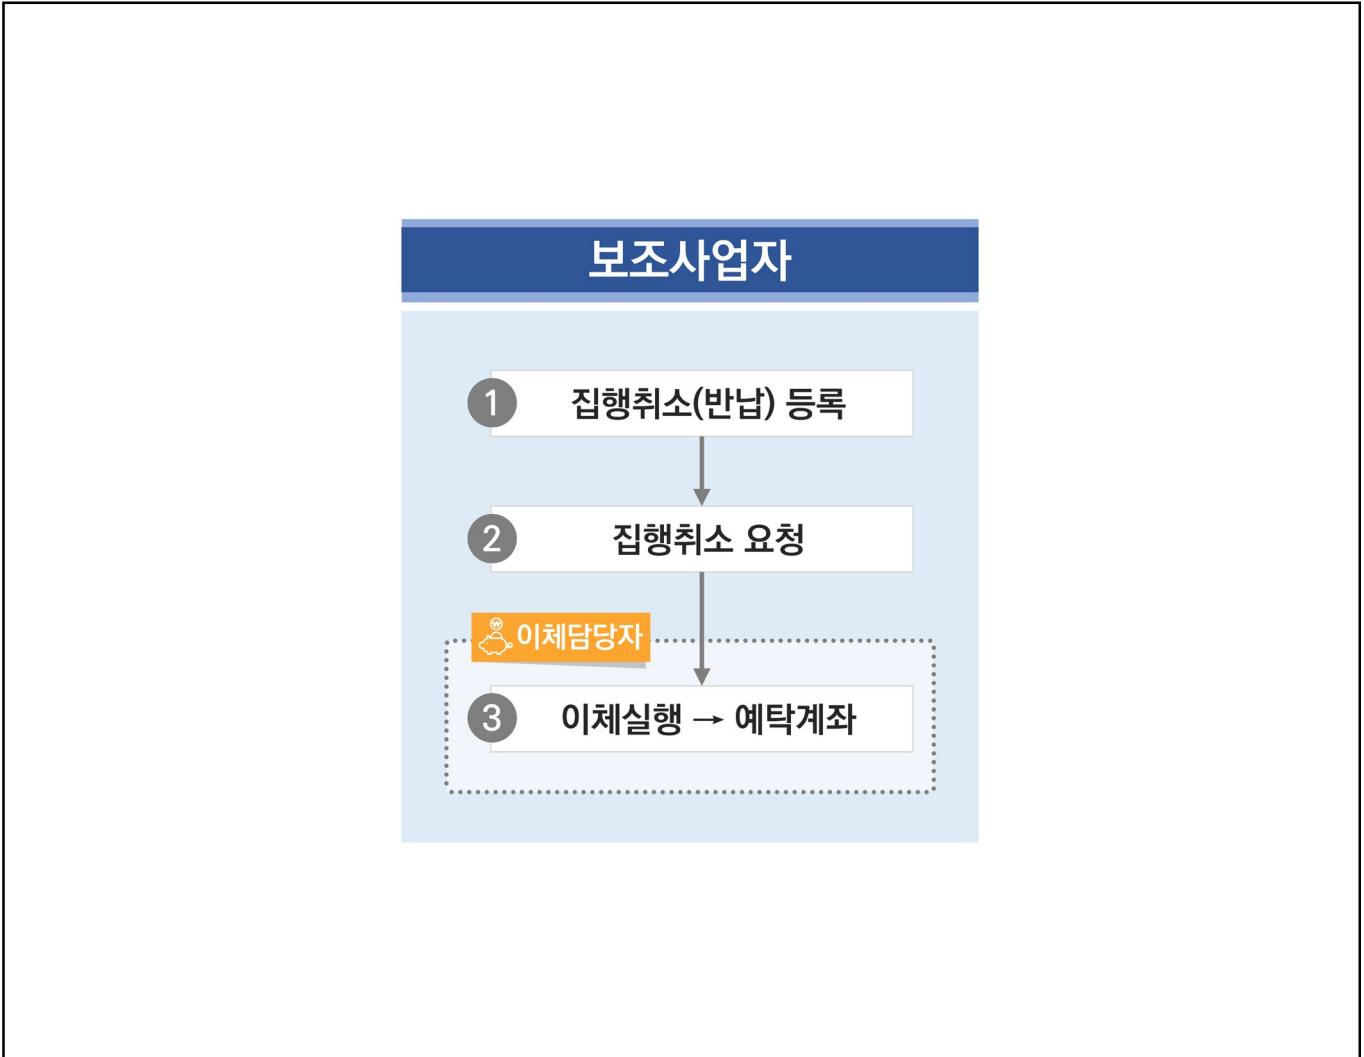 보조사업자
1 집행취소(반납) 등록
2 집행취소 요청
이체담당자
3 이체실행 → 예탁계좌